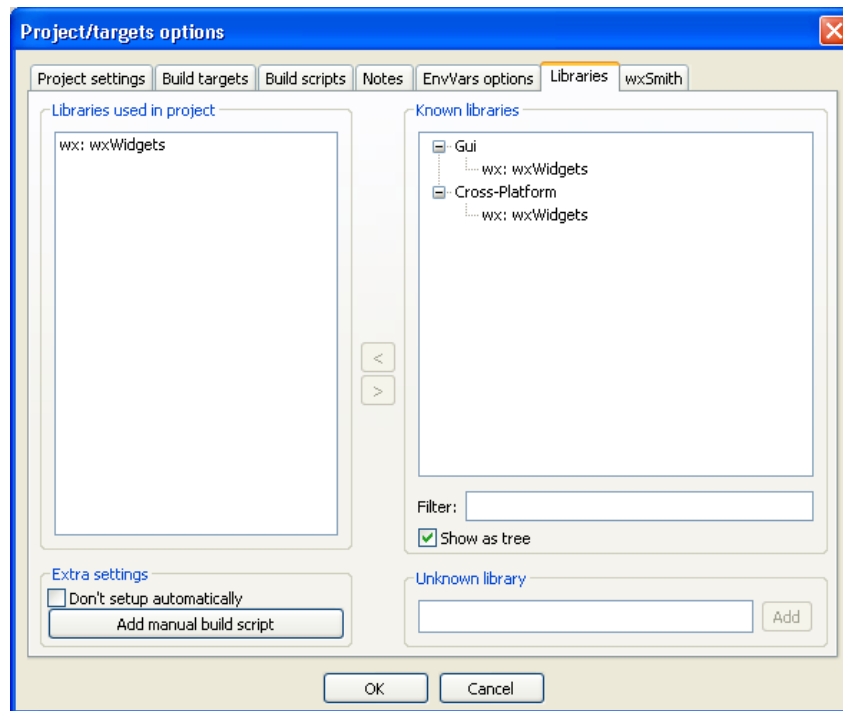 Project/targets options
Project settings Build targets Build scripts Notes EnvVars options Libraries wxSmith
Libraries used in project
wx: wxWidgets
Known libraries
Gui
wx: wxWidgets
Cross-Platform
wx: wxWidgets
<
>
Filter:
Show as tree
Extra settings
Don't setup automatically
Add manual build script
Unknown library
Add
OK Cancel